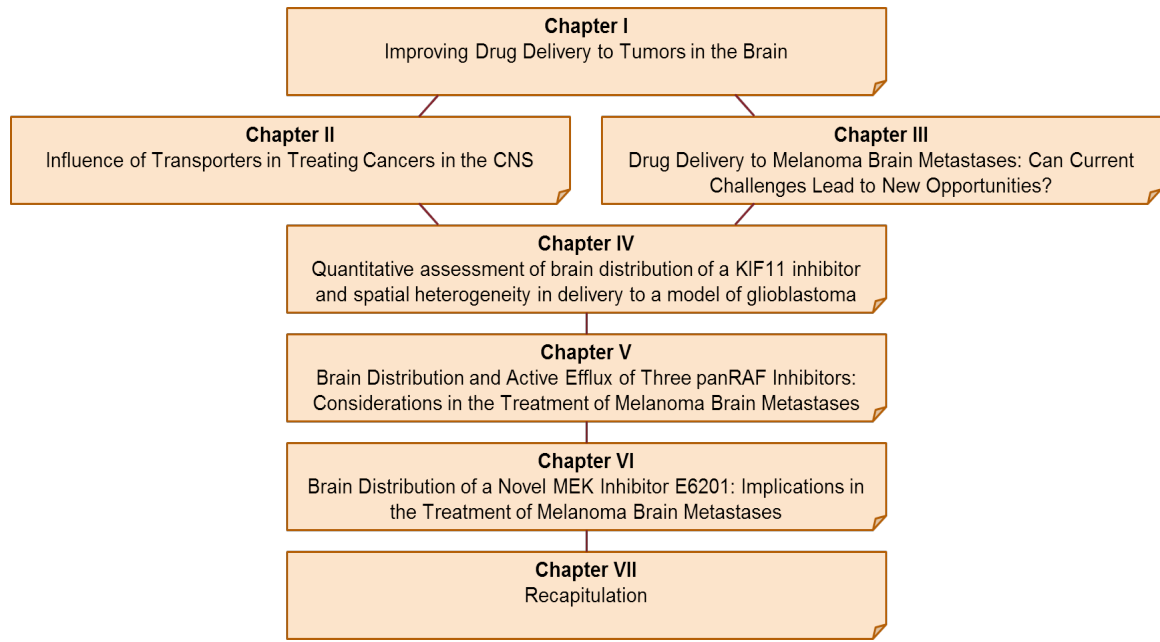 Chapter I
Improving Drug Delivery to Tumors in the Brain
Chapter II
Influence of Transporters in Treating Cancers in the CNS
Chapter III
Drug Delivery to Melanoma Brain Metastases: Can Current
Challenges Lead to New Opportunities?
Chapter IV
Quantitative assessment of brain distribution of a KIF11 inhibitor
and spatial heterogeneity in delivery to a model of glioblastoma
Chapter V
Brain Distribution and Active Efflux of Three panRAF Inhibitors:
Considerations in the Treatment of Melanoma Brain Metastases
Chapter VI
Brain Distribution of a Novel MEK Inhibitor E6201: Implications in
the Treatment of Melanoma Brain Metastases
Chapter VII
Recapitulation